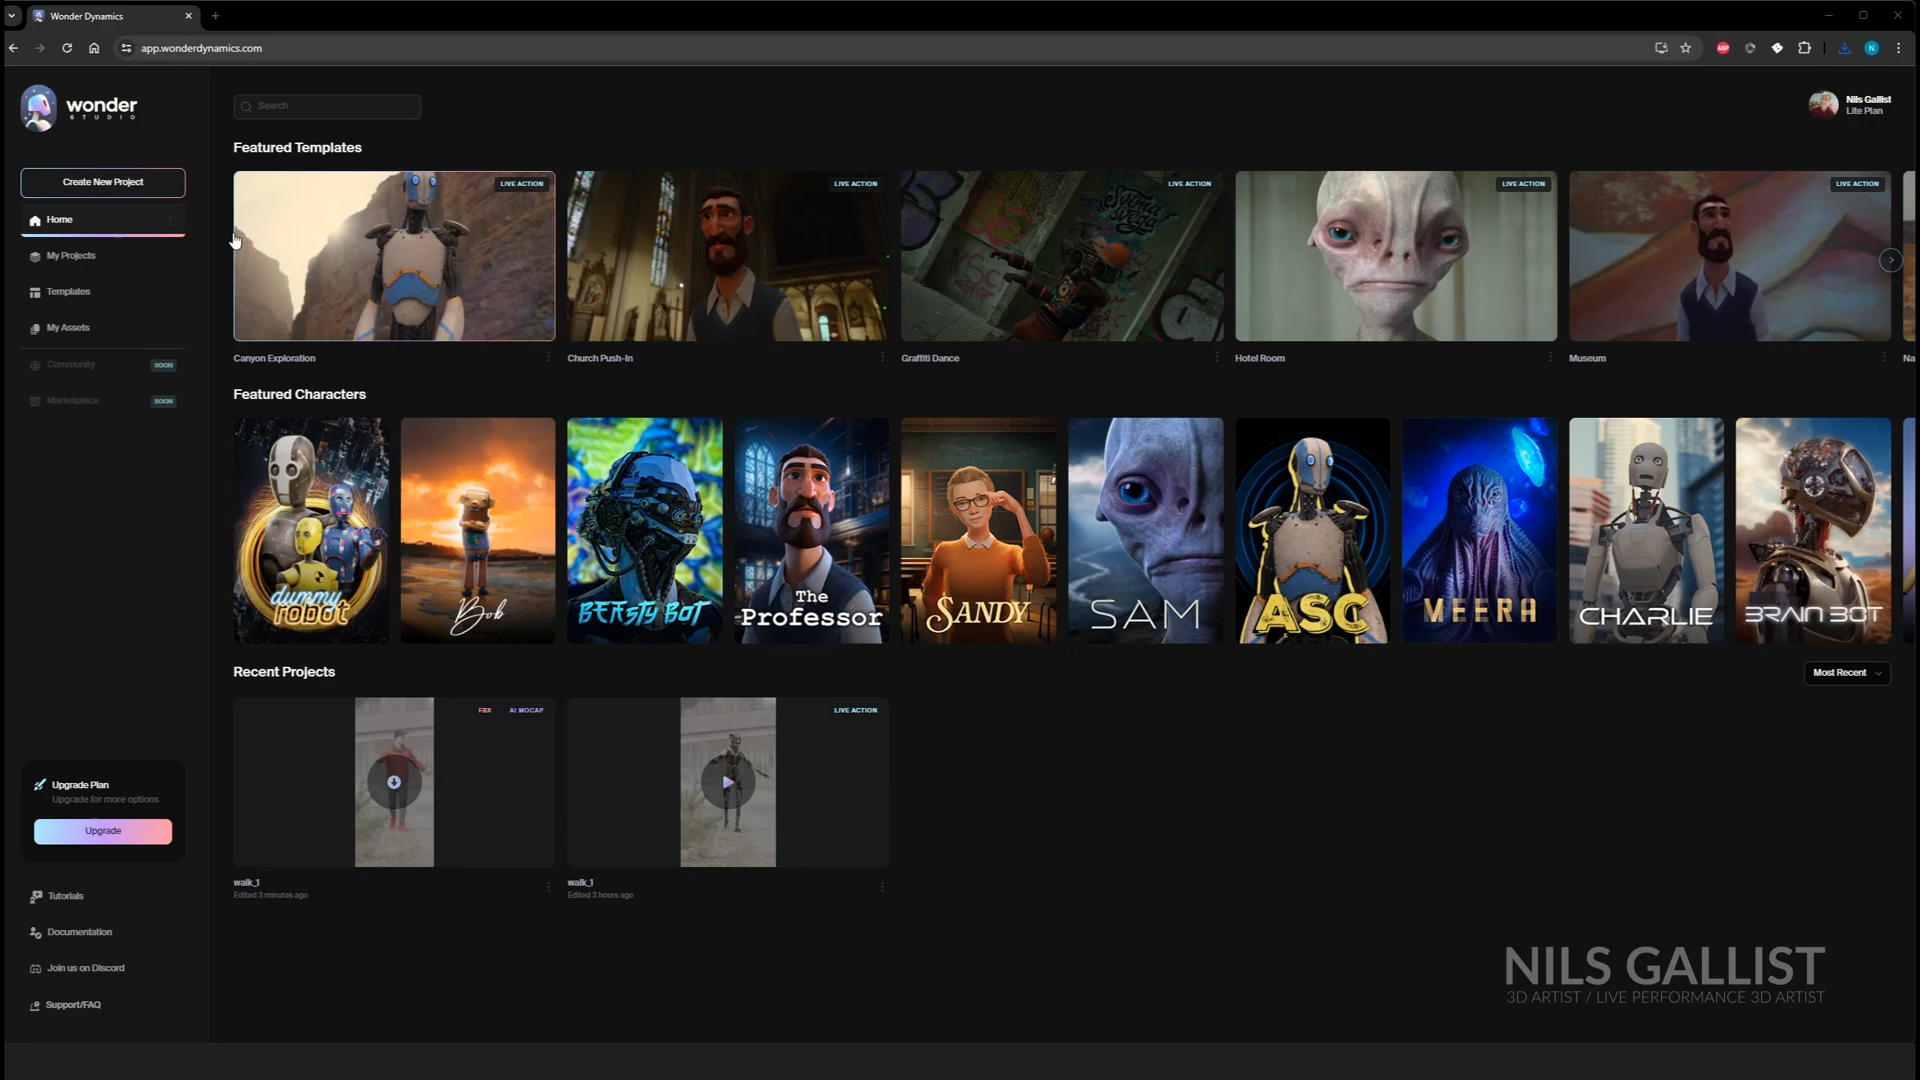 Wonder Dynamics
app.wonderdynamics.com
ABP
N
wonder
STUDIO
Search
Nils Gallist
Lite Plan
Create New Project
Home
My Projects
Templates
My Assets
Community
SOON
Marketplace
SOON
Featured Templates
LIVE ACTION
LIVE ACTION
LIVE ACTION
LIVE ACTION
LIVE ACTION
Canyon Exploration
Church Push-In
Graffiti Dance
Hotel Room
Museum
Na
Featured Characters
dummy
robot
Bob
BEASTY BOT
The
Professor
SANDY
SAM
ASC
MEERA
CHARLIE
BRAIN BOT
Recent Projects
Most Recent
FBX
AI MOCAP
LIVE ACTION
walk_1
Edited 3 minutes ago
walk_1
Edited 3 hours ago
Upgrade Plan
Upgrade for more options
Upgrade
Tutorials
Documentation
Join us on Discord
Support/FAQ
NILS GALLIST
3D ARTIST / LIVE PERFORMANCE 3D ARTIST